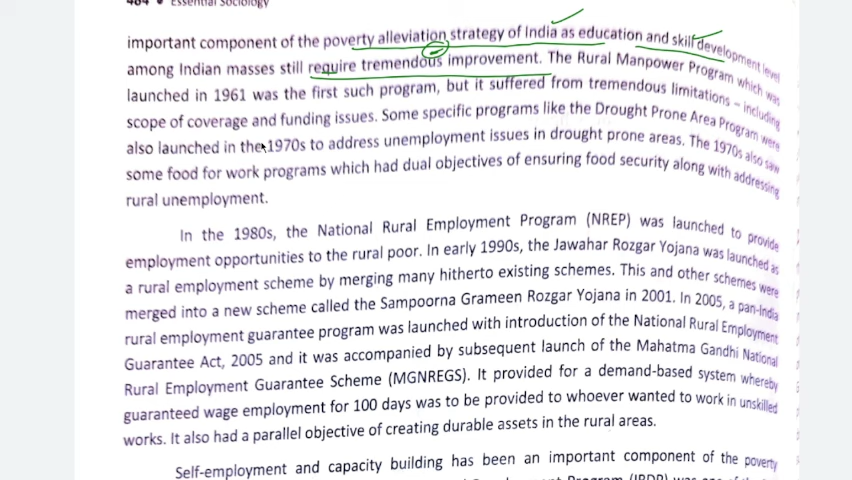 484 • Essential Sociology
important component of the poverty alleviation strategy of India as education and skill development level
among Indian masses still require tremendous improvement. The Rural Manpower Program which was
launched in 1961 was the first such program, but it suffered from tremendous limitations – including
scope of coverage and funding issues. Some specific programs like the Drought Prone Area Program were
also launched in the 1970s to address unemployment issues in drought prone areas. The 1970s also saw
some food for work programs which had dual objectives of ensuring food security along with addressing
rural unemployment.
In the 1980s, the National Rural Employment Program (NREP) was launched to provide
employment opportunities to the rural poor. In early 1990s, the Jawahar Rozgar Yojana was launched as
a rural employment scheme by merging many hitherto existing schemes. This and other schemes were
merged into a new scheme called the Sampoorna Grameen Rozgar Yojana in 2001. In 2005, a pan-India
rural employment guarantee program was launched with introduction of the National Rural Employment
Guarantee Act, 2005 and it was accompanied by subsequent launch of the Mahatma Gandhi National
Rural Employment Guarantee Scheme (MGNREGS). It provided for a demand-based system whereby
guaranteed wage employment for 100 days was to be provided to whoever wanted to work in unskilled
works. It also had a parallel objective of creating durable assets in the rural areas.
Self-employment and capacity building has been an important component of the poverty